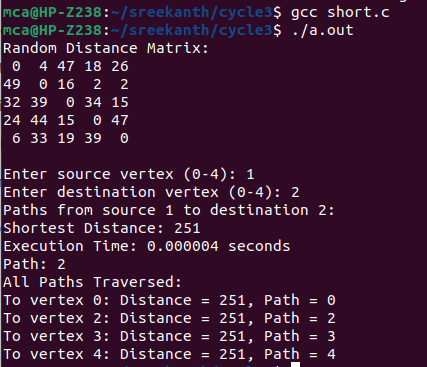 mca@HP-Z238:~/sreekanth/cycle3$ gcc short.c
mca@HP-Z238:~/sreekanth/cycle3$ ./a.out
Random Distance Matrix:
 0  4 47 18 26
49  0 16  2  2
32 39  0 34 15
24 44 15  0 47
 6 33 19 39  0

Enter source vertex (0-4): 1
Enter destination vertex (0-4): 2
Paths from source 1 to destination 2:
Shortest Distance: 251
Execution Time: 0.000004 seconds
Path: 2
All Paths Traversed:
To vertex 0: Distance = 251, Path = 0
To vertex 2: Distance = 251, Path = 2
To vertex 3: Distance = 251, Path = 3
To vertex 4: Distance = 251, Path = 4